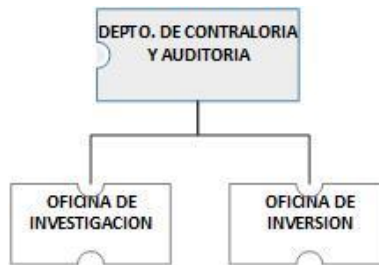 DEPTO. DE CONTRALORIA
Y AUDITORIA
OFICINA DE
INVESTIGACION
OFICINA DE
INVERSION